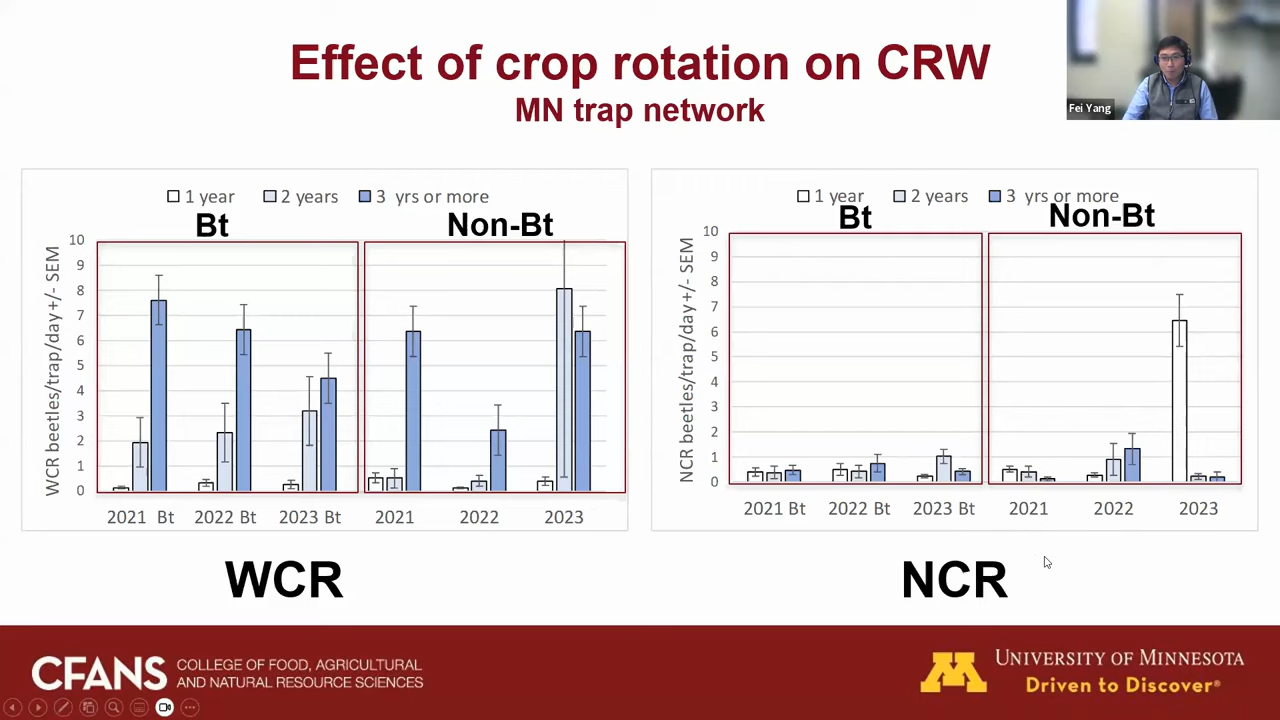 Effect of crop rotation on CRW
MN trap network
Fei Yang
1 year 2 years 3 yrs or more
Bt Non-Bt
WCR beetles/trap/day+/- SEM
10
9
8
7
6
5
4
3
2
1
0
2021 Bt 2022 Bt 2023 Bt 2021 2022 2023
WCR
1 year 2 years 3 yrs or more
Bt Non-Bt
NCR beetles/trap/day+/- SEM
10
9
8
7
6
5
4
3
2
1
0
2021 Bt 2022 Bt 2023 Bt 2021 2022 2023
NCR
CFANS
COLLEGE OF FOOD, AGRICULTURAL
AND NATURAL RESOURCE SCIENCES
M
UNIVERSITY OF MINNESOTA
Driven to Discover®